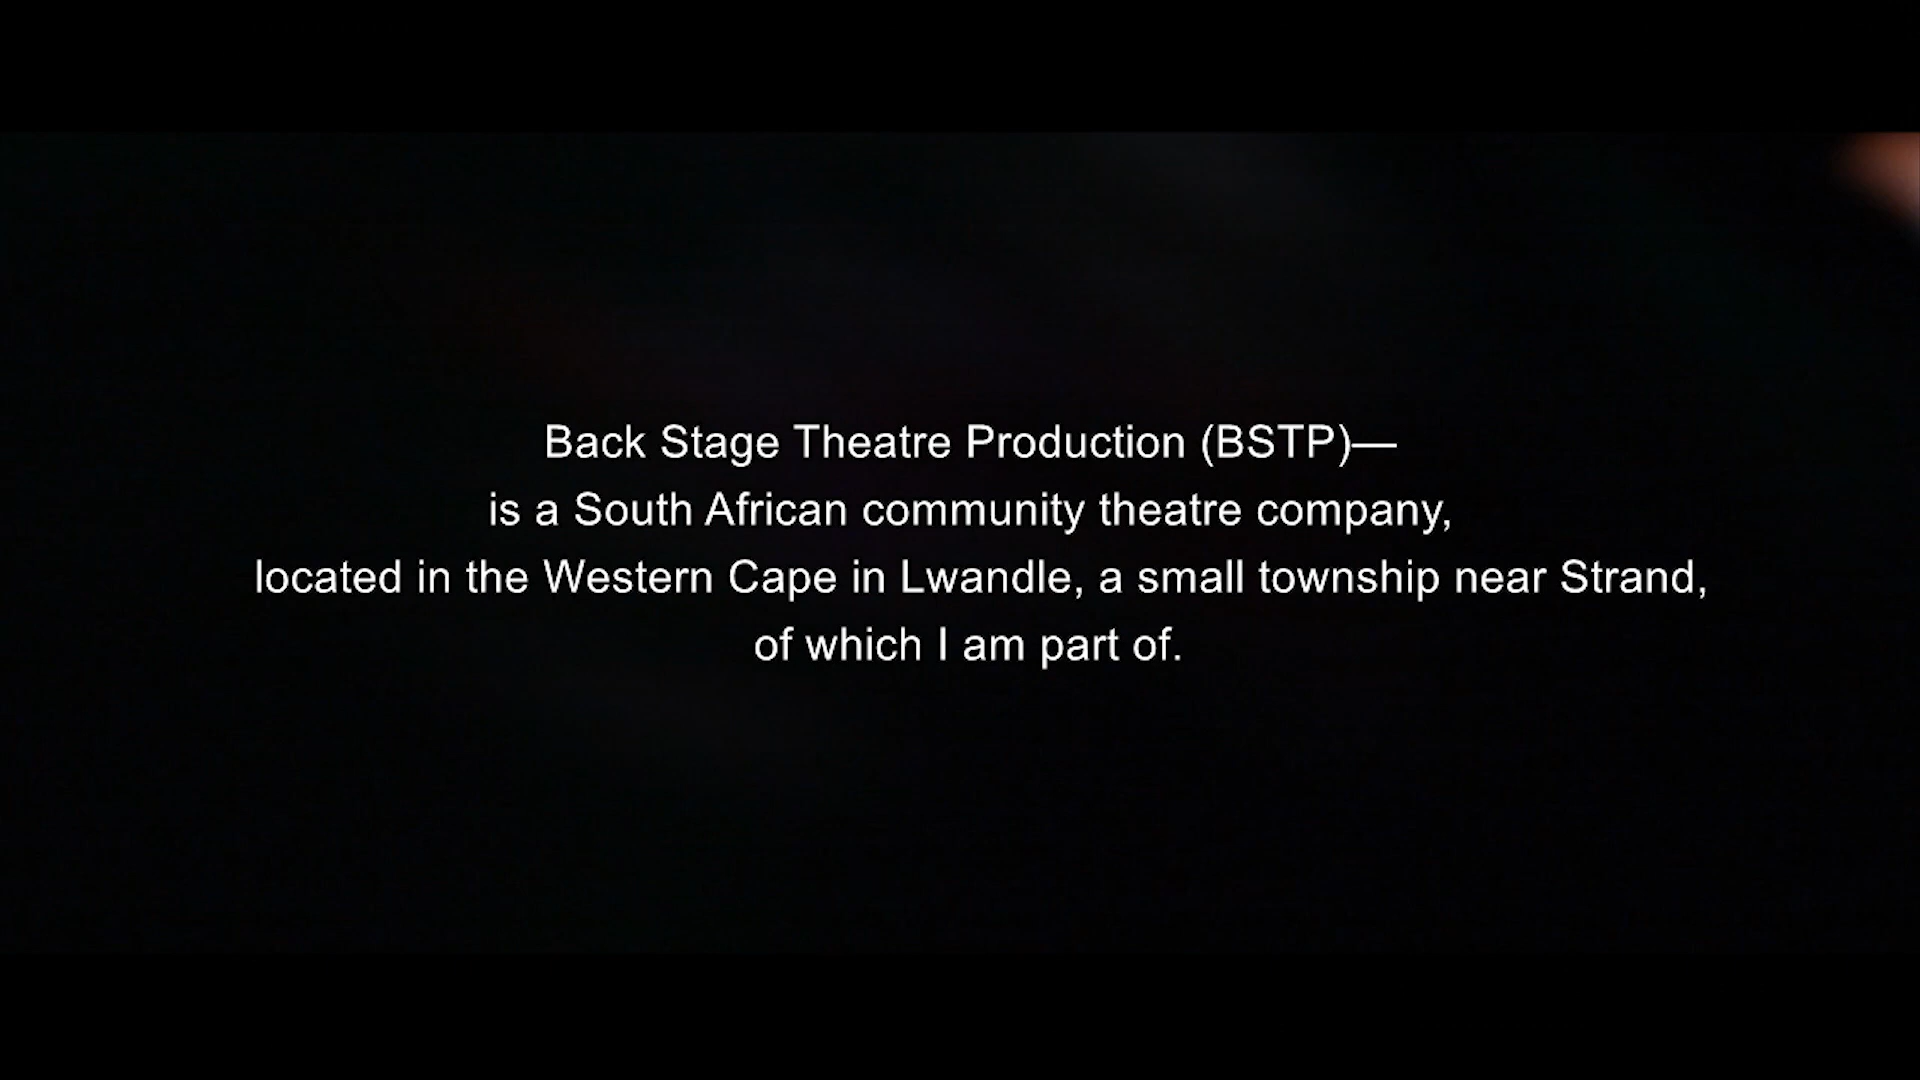 Back Stage Theatre Production (BSTP)—
is a South African community theatre company,
located in the Western Cape in Lwandle, a small township near Strand,
of which I am part of.